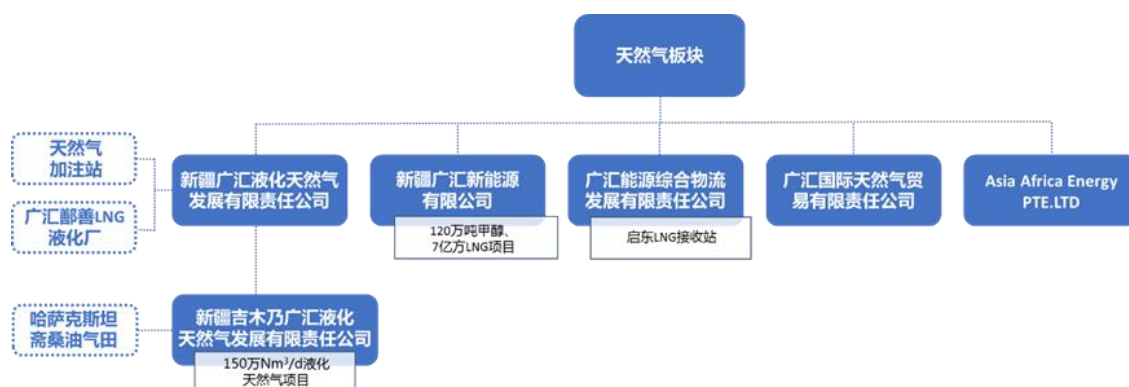 天然气板块
天然气
加注站
广汇鄯善LNG
液化厂
新疆广汇液化天然气
发展有限责任公司
新疆广汇新能源
有限公司
120万吨甲醇、
7亿方LNG项目
广汇能源综合物流
发展有限责任公司
启东LNG接收站
广汇国际天然气贸
易有限责任公司
Asia Africa Energy
PTE.LTD
哈萨克斯坦
斋桑油气田
新疆吉木乃广汇液化
天然气发展有限责任公司
150万Nm³/d液化
天然气项目